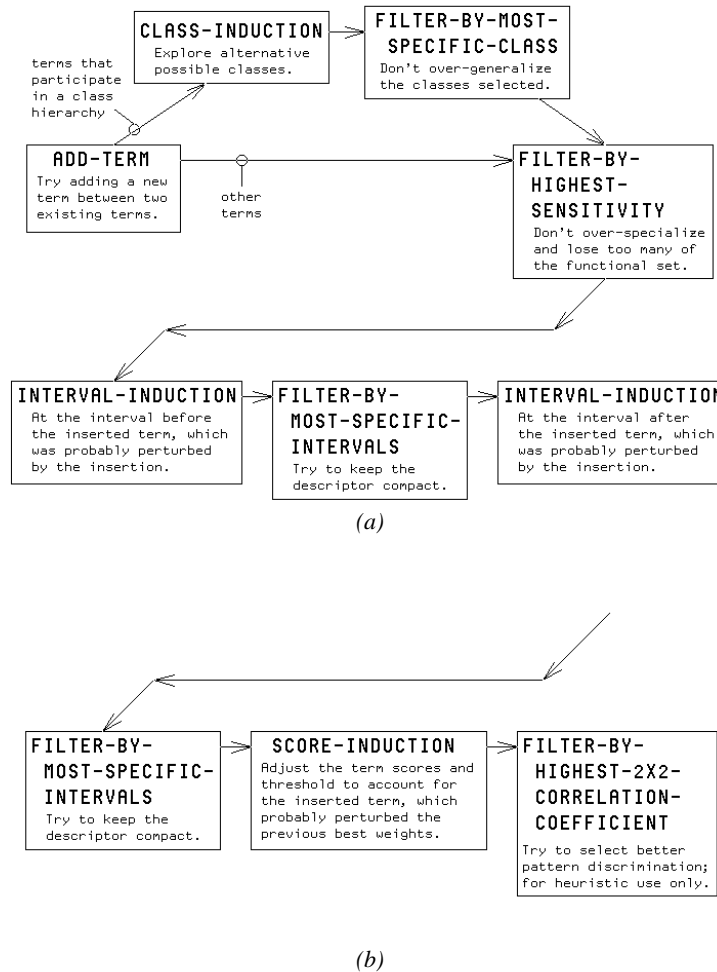 CLASS-INDUCTION
Explore alternative
possible classes.
FILTER-BY-MOST-
SPECIFIC-CLASS
Don't over-generalize
the classes selected.
terms that
participate
in a class
hierarchy
ADD-TERM
Try adding a new
term between two
existing terms.
other
terms
FILTER-BY-
HIGHEST-
SENSITIVITY
Don't over-specialize
and lose too many of
the functional set.
INTERVAL-INDUCTION
At the interval before
the inserted term, which
was probably perturbed
by the insertion.
FILTER-BY-
MOST-SPECIFIC-
INTERVALS
Try to keep the
descriptor compact.
INTERVAL-INDUCTION
At the interval after
the inserted term, which
was probably perturbed
by the insertion.
(a)
FILTER-BY-
MOST-SPECIFIC-
INTERVALS
Try to keep the
descriptor compact.
SCORE-INDUCTION
Adjust the term scores and
threshold to account for
the inserted term, which
probably perturbed the
previous best weights.
FILTER-BY-
HIGHEST-2X2-
CORRELATION-
COEFFICIENT
Try to select better
pattern discrimination;
for heuristic use only.
(b)